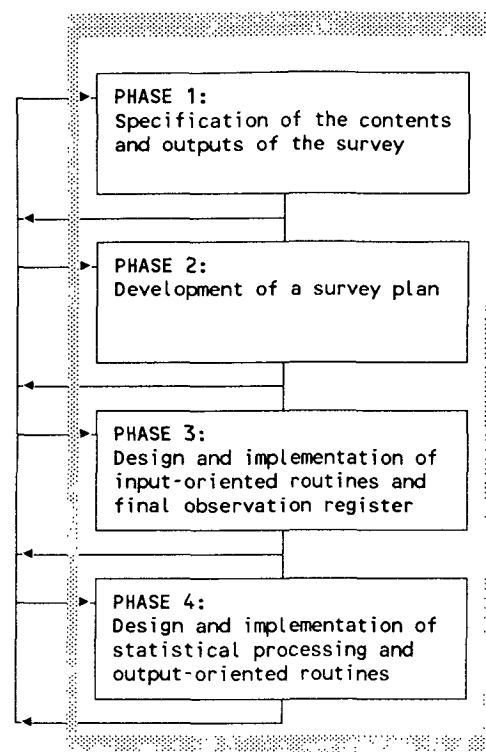 PHASE 1:
Specification of the contents
and outputs of the survey
PHASE 2:
Development of a survey plan
PHASE 3:
Design and implementation of
input-oriented routines and
final observation register
PHASE 4:
Design and implementation of
statistical processing and
output-oriented routines